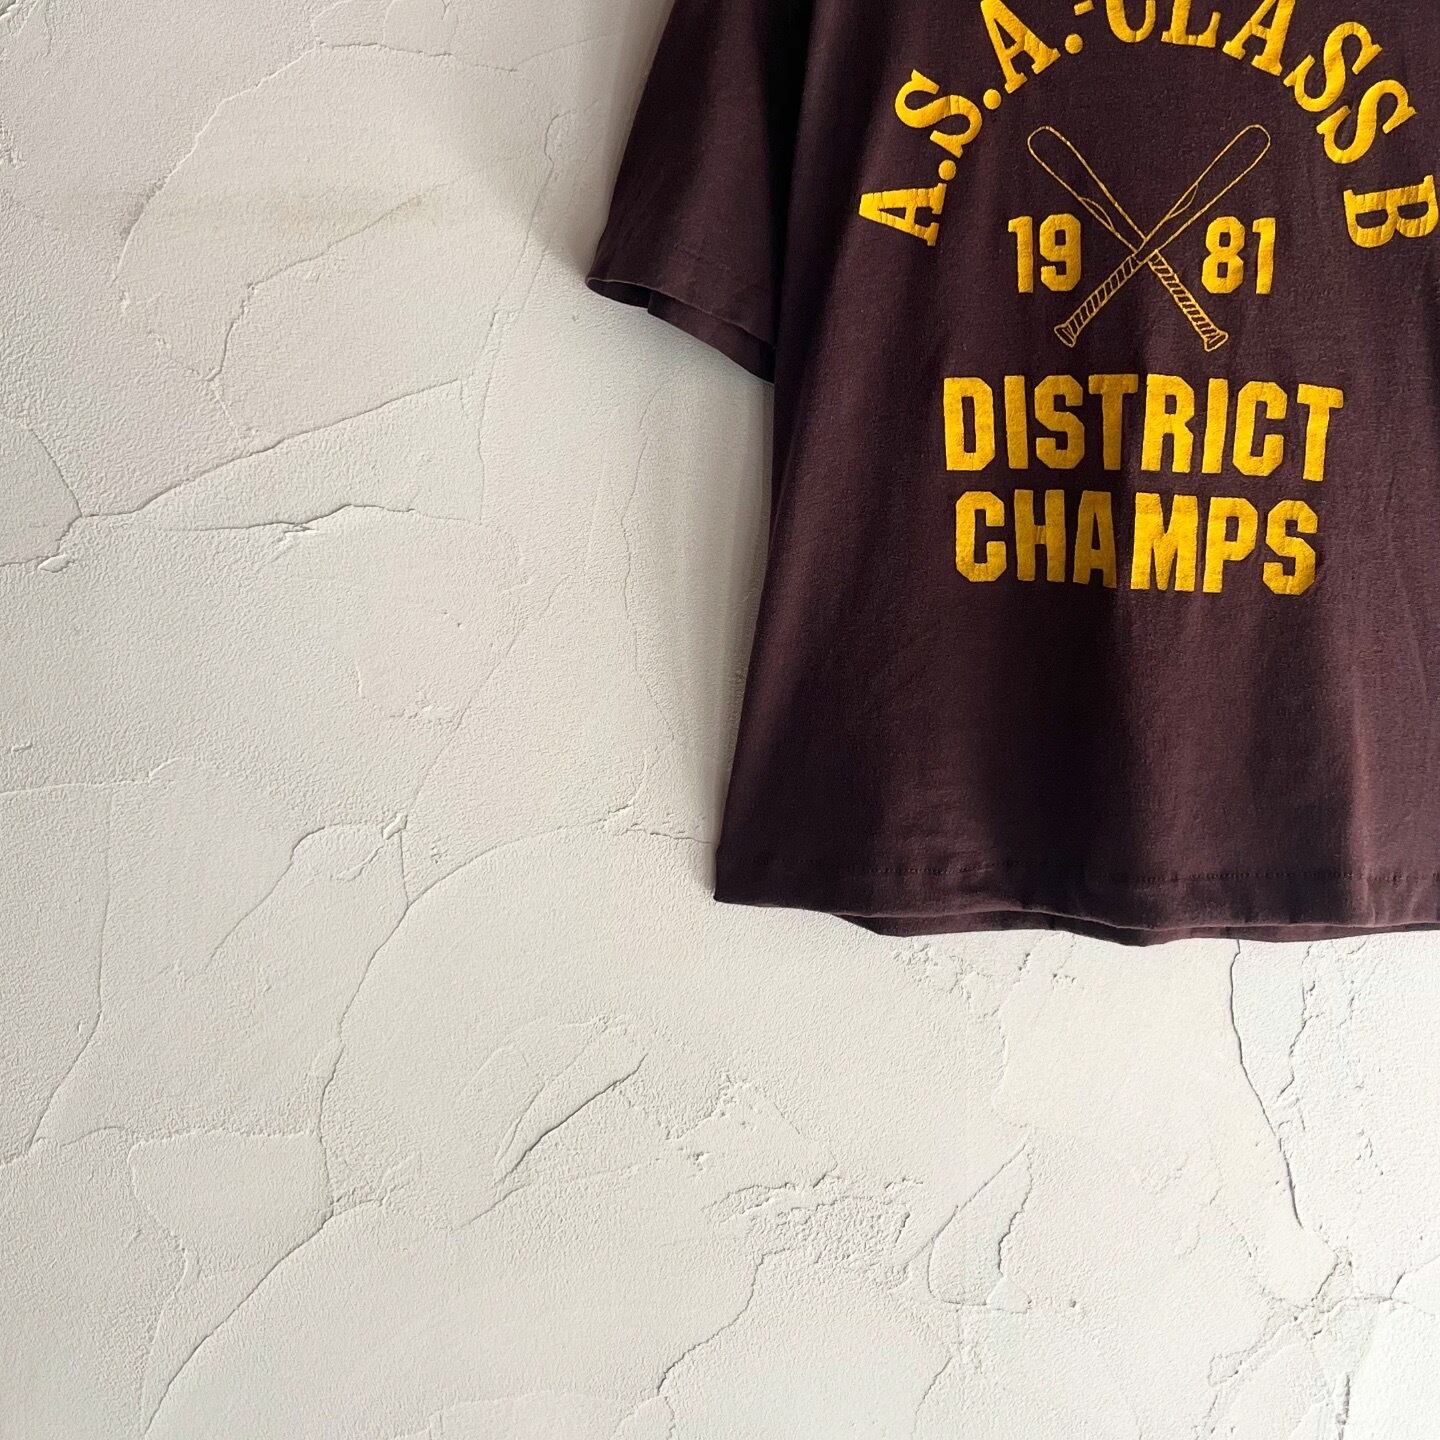 A.S.A.-CLASS B
19 81
DISTRICT
CHAMPS